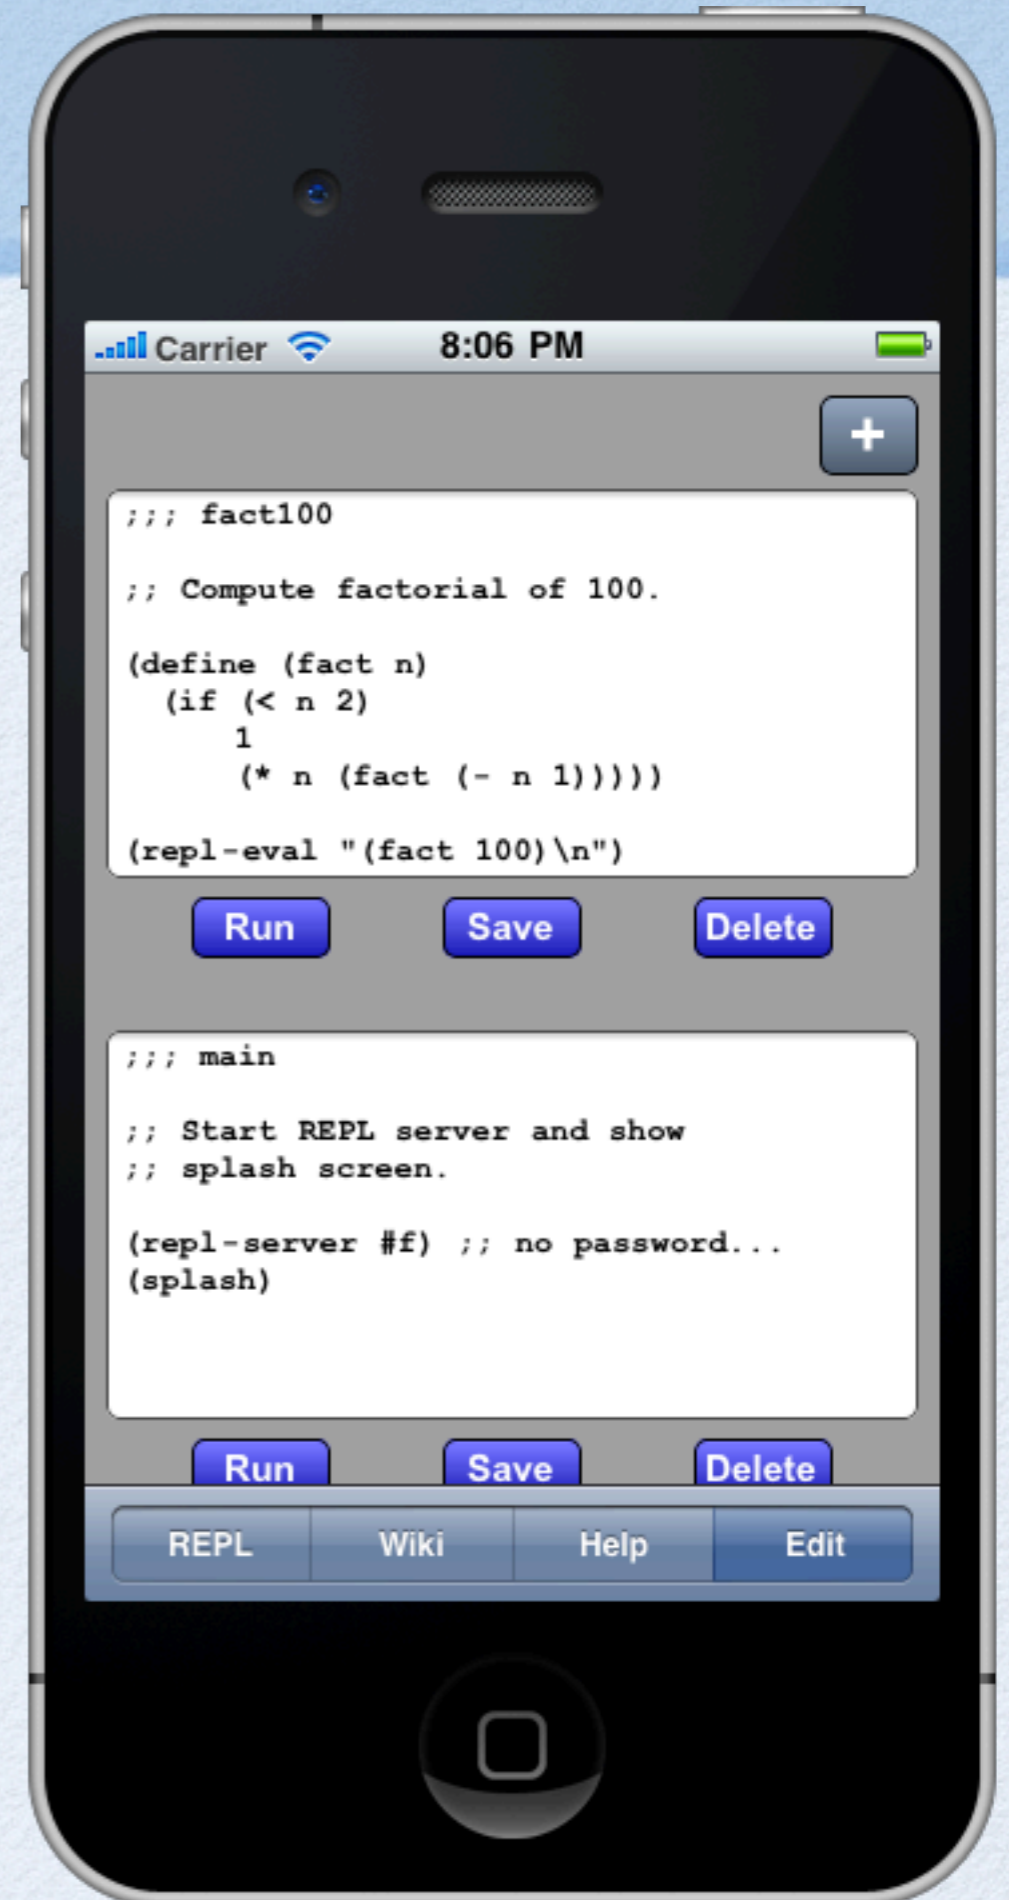 Carrier 8:06 PM
+
;;; fact100
;; Compute factorial of 100.
(define (fact n)
  (if (< n 2)
      1
      (* n (fact (- n 1)))))
(repl-eval "(fact 100)\n")
Run Save Delete
;;; main
;; Start REPL server and show
;; splash screen.
(repl-server #f) ;; no password...
(splash)
Run Save Delete
REPL Wiki Help Edit